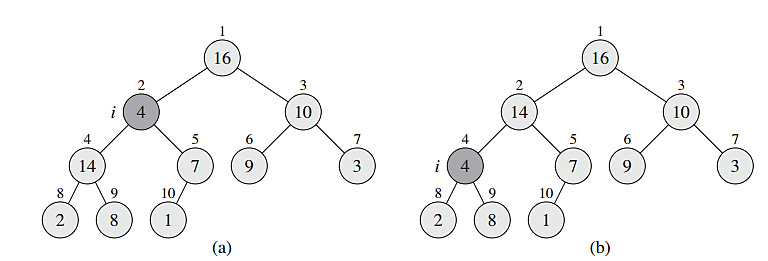 1 1
16 16
2 3 2 3
i 4 10 14 10
4 5 6 7 4 5 6 7
14 7 9 3 i 4 7 9 3
8 9 10 8 9 10
2 8 1 2 8 1
(a) (b)